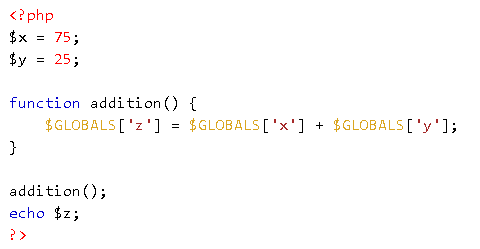 <?php
$x = 75;
$y = 25;

function addition() {
    $GLOBALS['z'] = $GLOBALS['x'] + $GLOBALS['y'];
}

addition();
echo $z;
?>